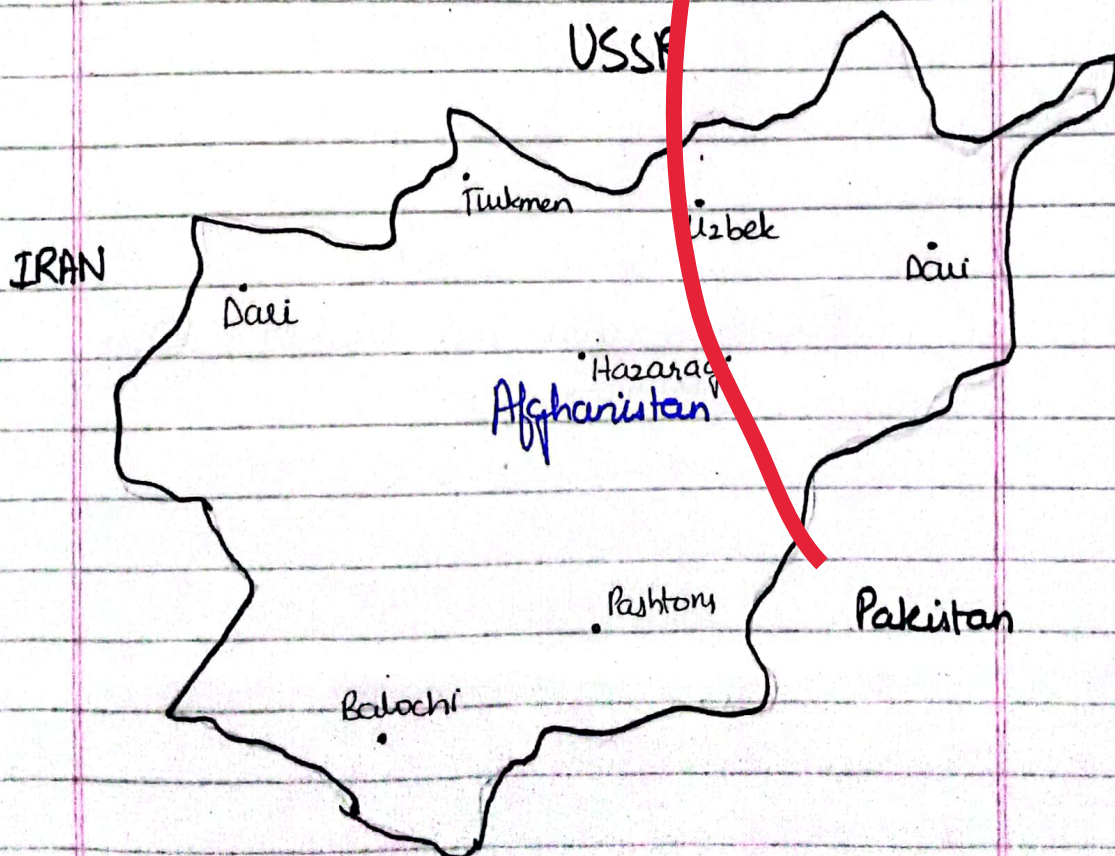 USSR
Turkmen
Uzbek
IRAN
Dari
Dari
Hazaragi
Afghanistan
Pashtons
Pakistan
Balochi